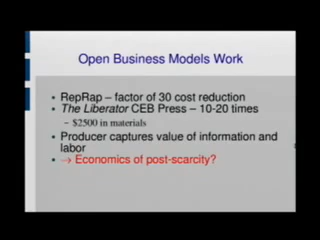 Open Business Models Work
• RepRap – factor of 30 cost reduction
• The Liberator CEB Press – 10-20 times
– $2500 in materials
• Producer captures value of information and
labor
• → Economics of post-scarcity?